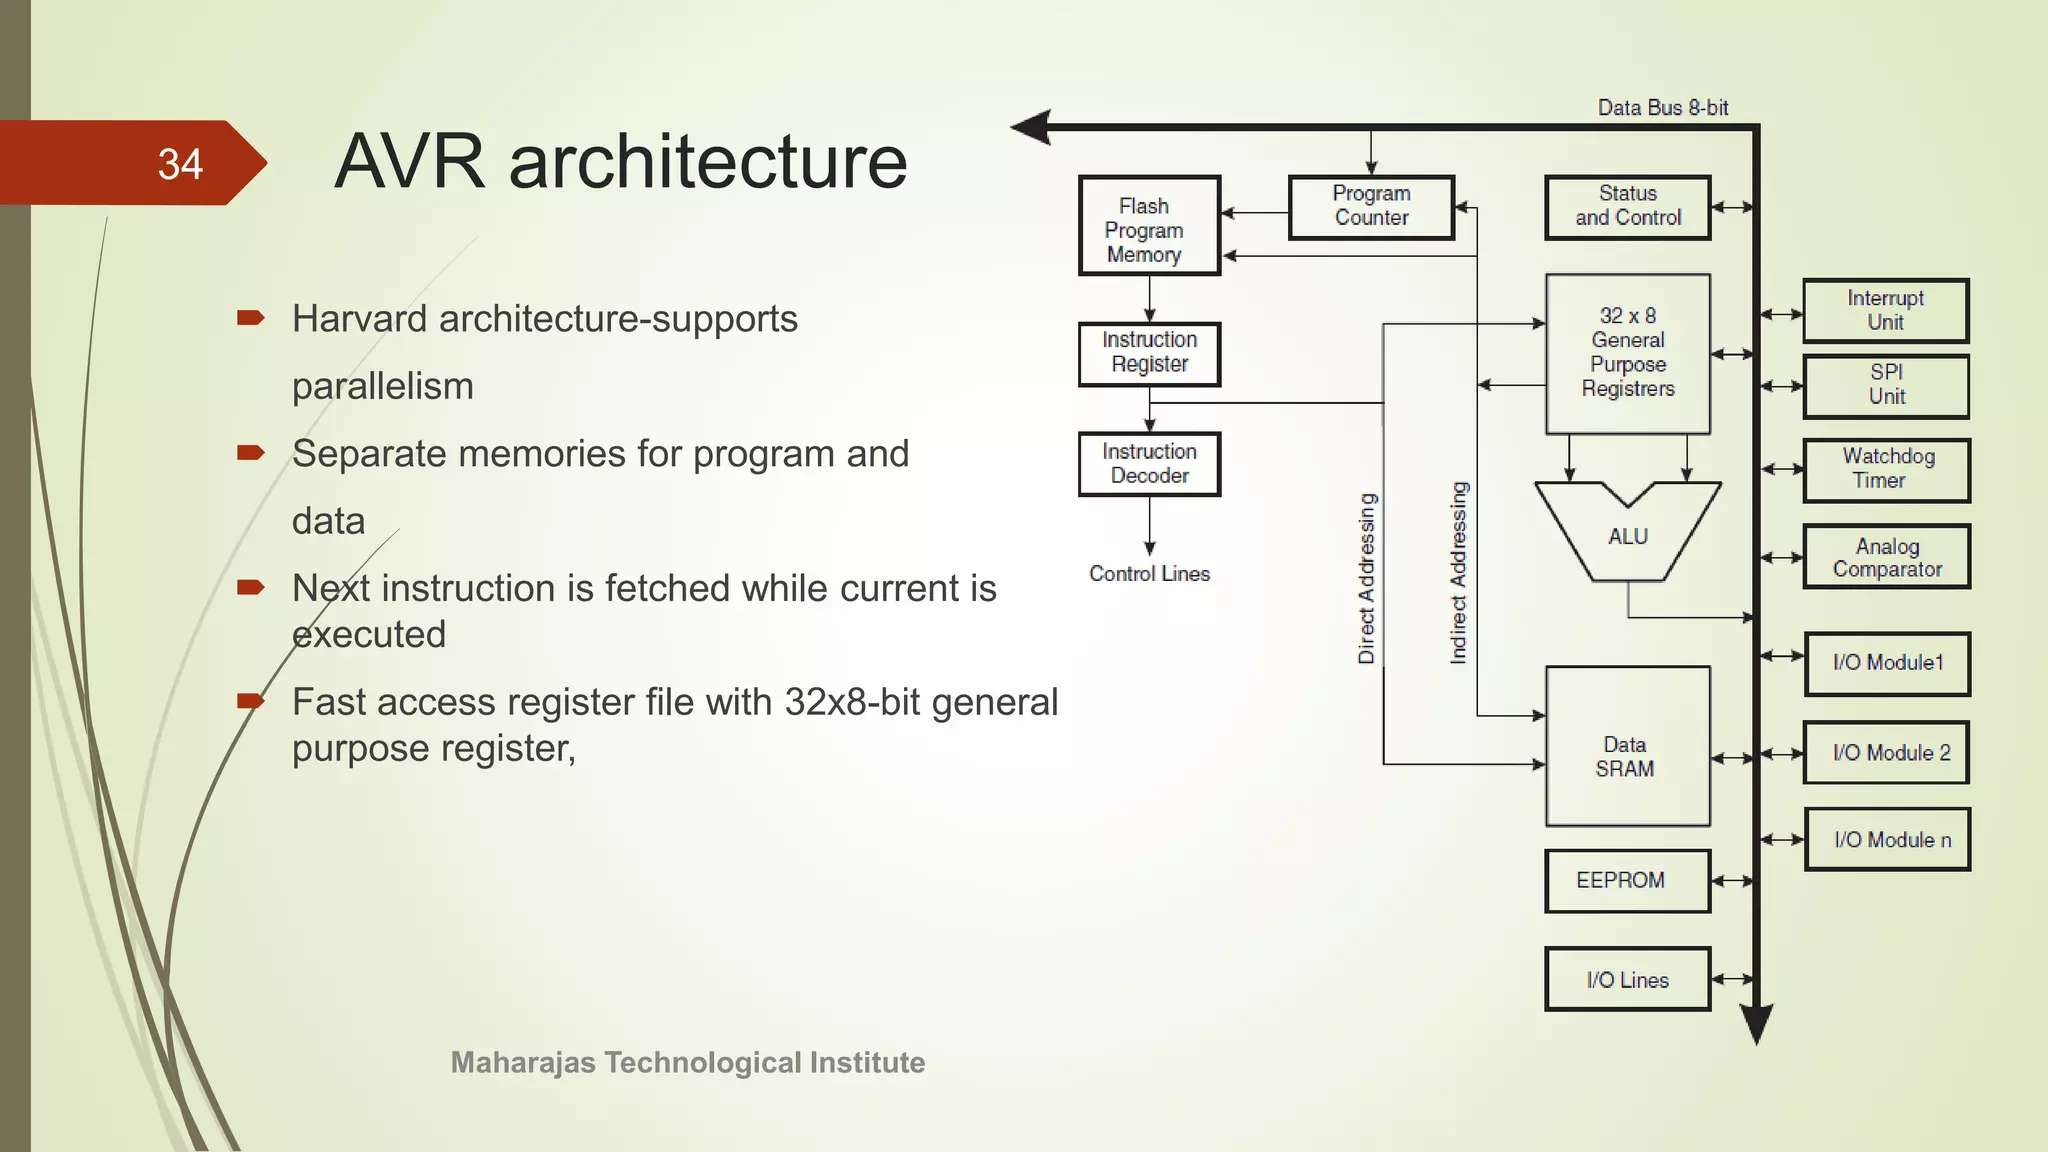 34
AVR architecture
Harvard architecture-supports
parallelism
Separate memories for program and
data
Next instruction is fetched while current is
executed
Fast access register file with 32x8-bit general
purpose register,
Data Bus 8-bit
Flash
Program
Memory
Program
Counter
Status
and Control
Instruction
Register
32 x 8
General
Purpose
Registrers
Interrupt
Unit
SPI
Unit
Instruction
Decoder
Watchdog
Timer
Control Lines
Direct Addressing
Indirect Addressing
ALU
Analog
Comparator
I/O Module1
Data
SRAM
I/O Module 2
I/O Module n
EEPROM
I/O Lines
Maharajas Technological Institute